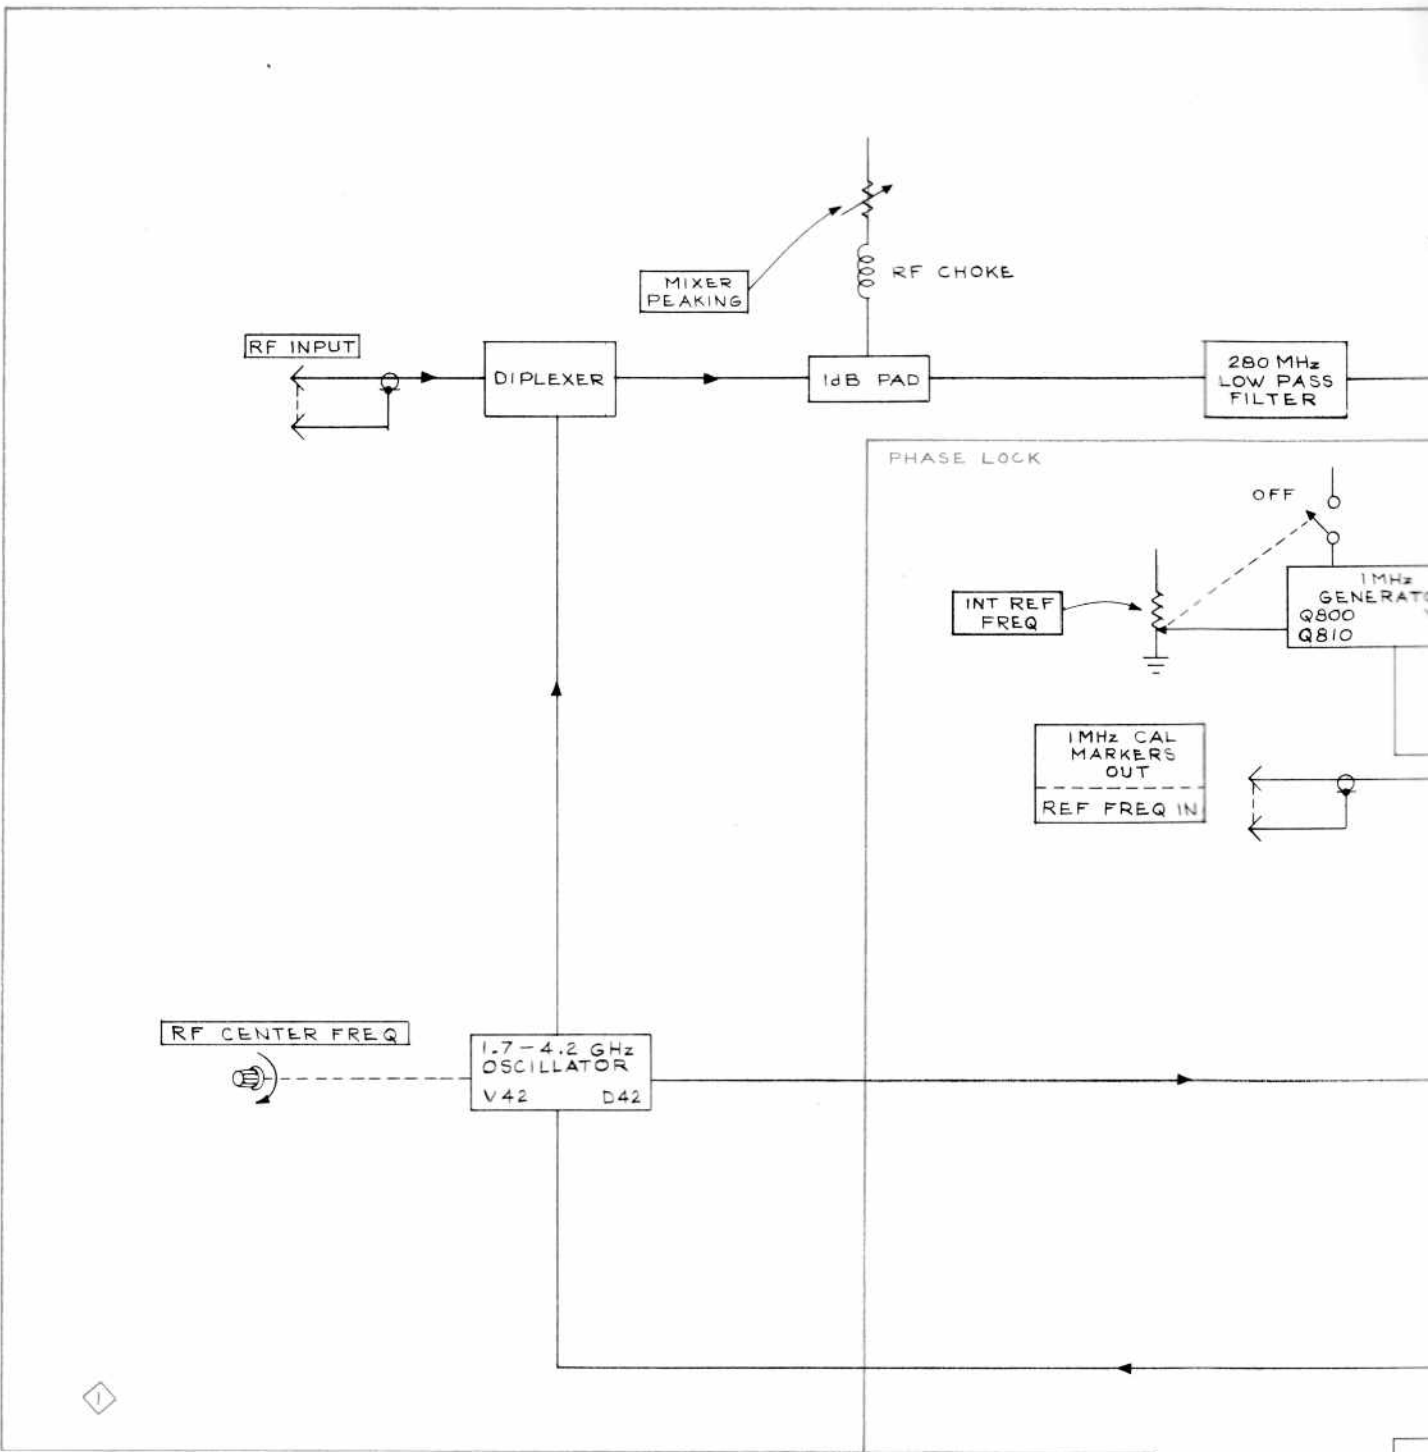 RF CHOKE
MIXER
PEAKING
RF INPUT
DIPLEXER
1dB PAD
280 MHz
LOW PASS
FILTER
PHASE LOCK
OFF
1MHz
GENERATO
Q800
Q810
INT REF
FREQ
1MHz CAL
MARKERS
OUT
REF FREQ IN
RF CENTER FREQ
1.7-4.2 GHz
OSCILLATOR
V42 D42
1